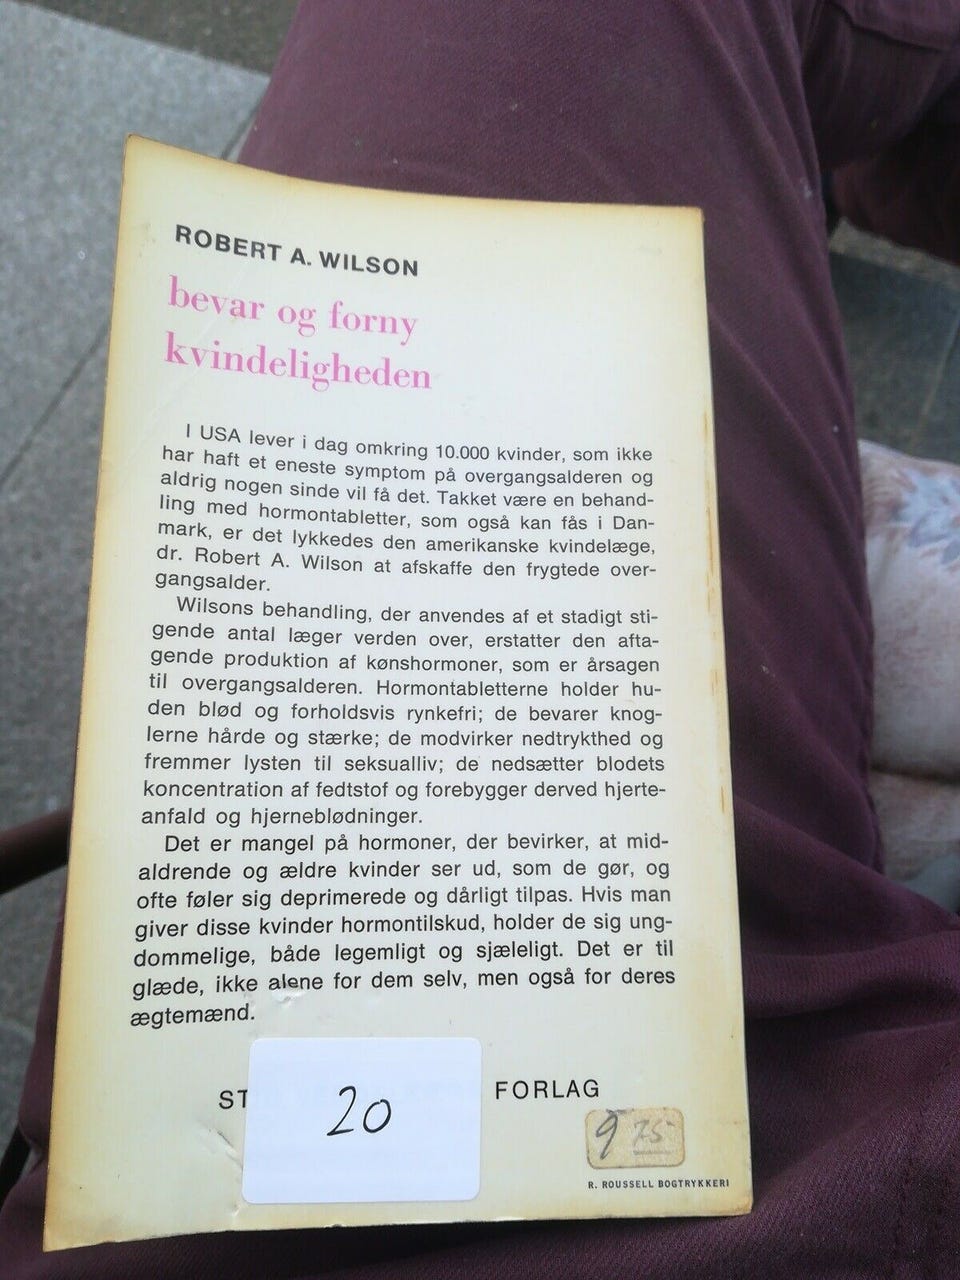 ROBERT A. WILSON
bevar og forny
kvindeligheden
I USA lever i dag omkring 10.000 kvinder, som ikke
har haft et eneste symptom på overgangsalderen og
aldrig nogen sinde vil få det. Takket være en behand-
ling med hormontabletter, som også kan fås i Dan-
mark, er det lykkedes den amerikanske kvindelæge,
dr. Robert A. Wilson at afskaffe den frygtede over-
gangsalder.
Wilsons behandling, der anvendes af et stadigt sti-
gende antal læger verden over, erstatter den afta-
gende produktion af kønshormoner, som er årsagen
til overgangsalderen. Hormontabletterne holder hu-
den blød og forholdsvis rynkefri; de bevarer knog-
lerne hårde og stærke; de modvirker nedtrykthed og
fremmer lysten til seksualliv; de nedsætter blodets
koncentration af fedtstof og forebygger derved hjerte-
anfald og hjerneblødninger.
Det er mangel på hormoner, der bevirker, at mid-
aldrende og ældre kvinder ser ud, som de gør, og
ofte føler sig deprimerede og dårligt tilpas. Hvis man
giver disse kvinder hormontilskud, holder de sig ung-
dommelige, både legemligt og sjæleligt. Det er til
glæde, ikke alene for dem selv, men også for deres
ægtemænd.
ST FORLAG
20
9 75
R. ROUSSELL BOGTRYKKERI